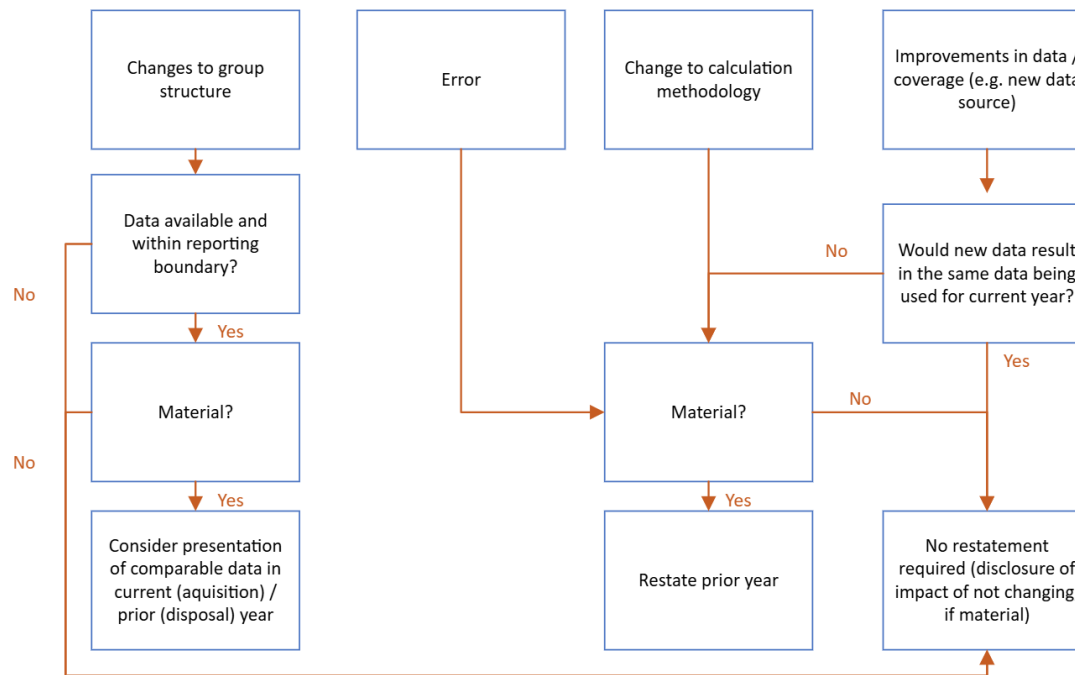 Changes to group
structure
Error
Change to calculation
methodology
Improvements in data /
coverage (e.g. new data
source)
Data available and
within reporting
boundary?
No
Would new data result
in the same data being
used for current year?
No
Yes
Yes
Material?
Material?
No
No
Yes
Yes
Consider presentation
of comparable data in
current (aquisition) /
prior (disposal) year
Restate prior year
No restatement
required (disclosure of
impact of not changing
if material)